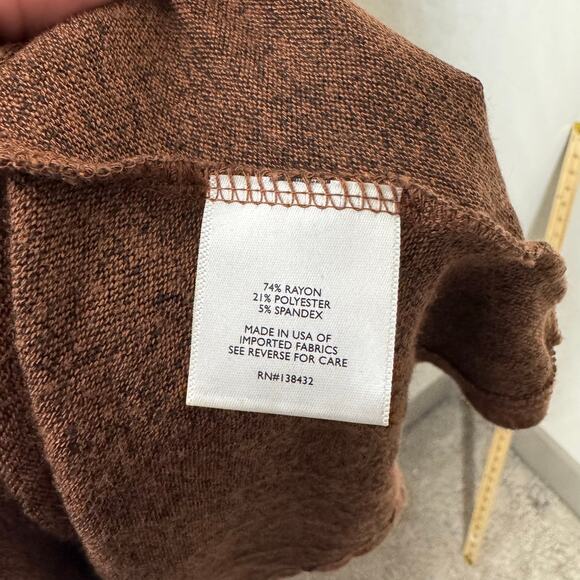 74% RAYON
21% POLYESTER
5% SPANDEX
MADE IN USA OF
IMPORTED FABRICS
SEE REVERSE FOR CARE
RN#138432